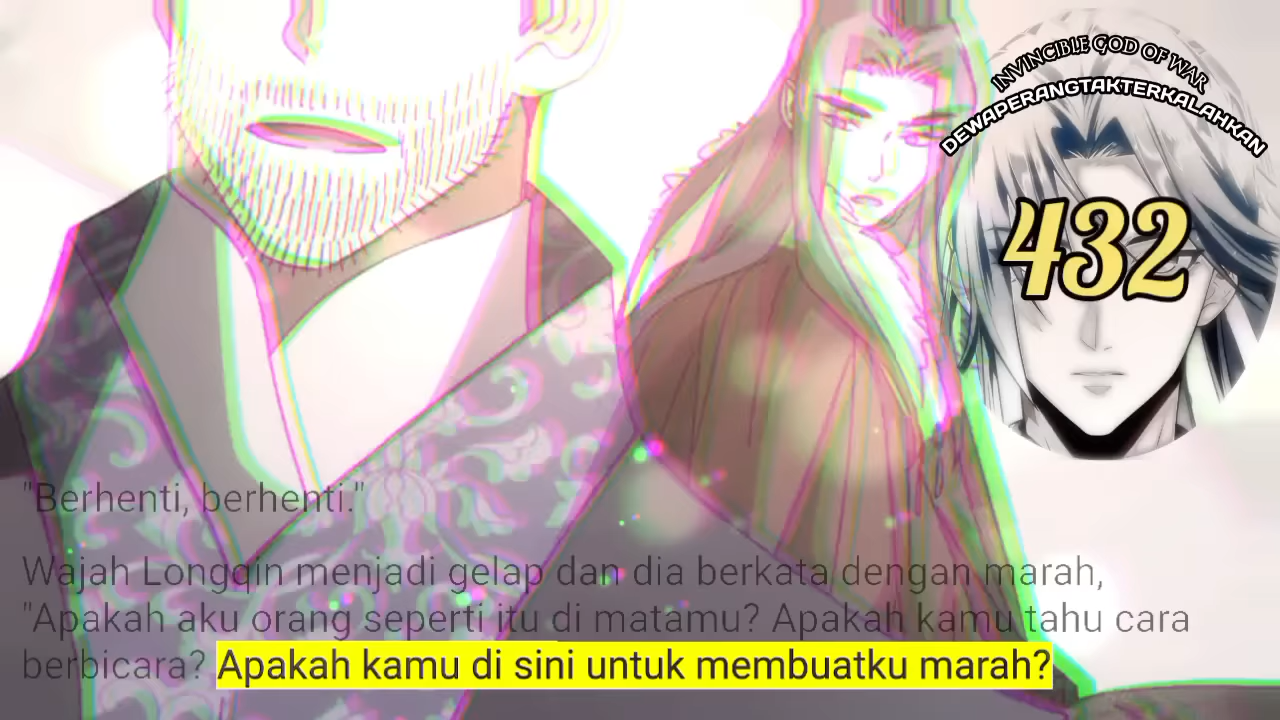 INVINCIBLE GOD OF WAR
DEWAPERANGTAKTERKALAHKAN
432
"Berhenti, berhenti."
Wajah Longqin menjadi gelap dan dia berkata dengan marah,
"Apakah aku orang seperti itu di matamu? Apakah kamu tahu cara
berbicara? Apakah kamu di sini untuk membuatku marah?